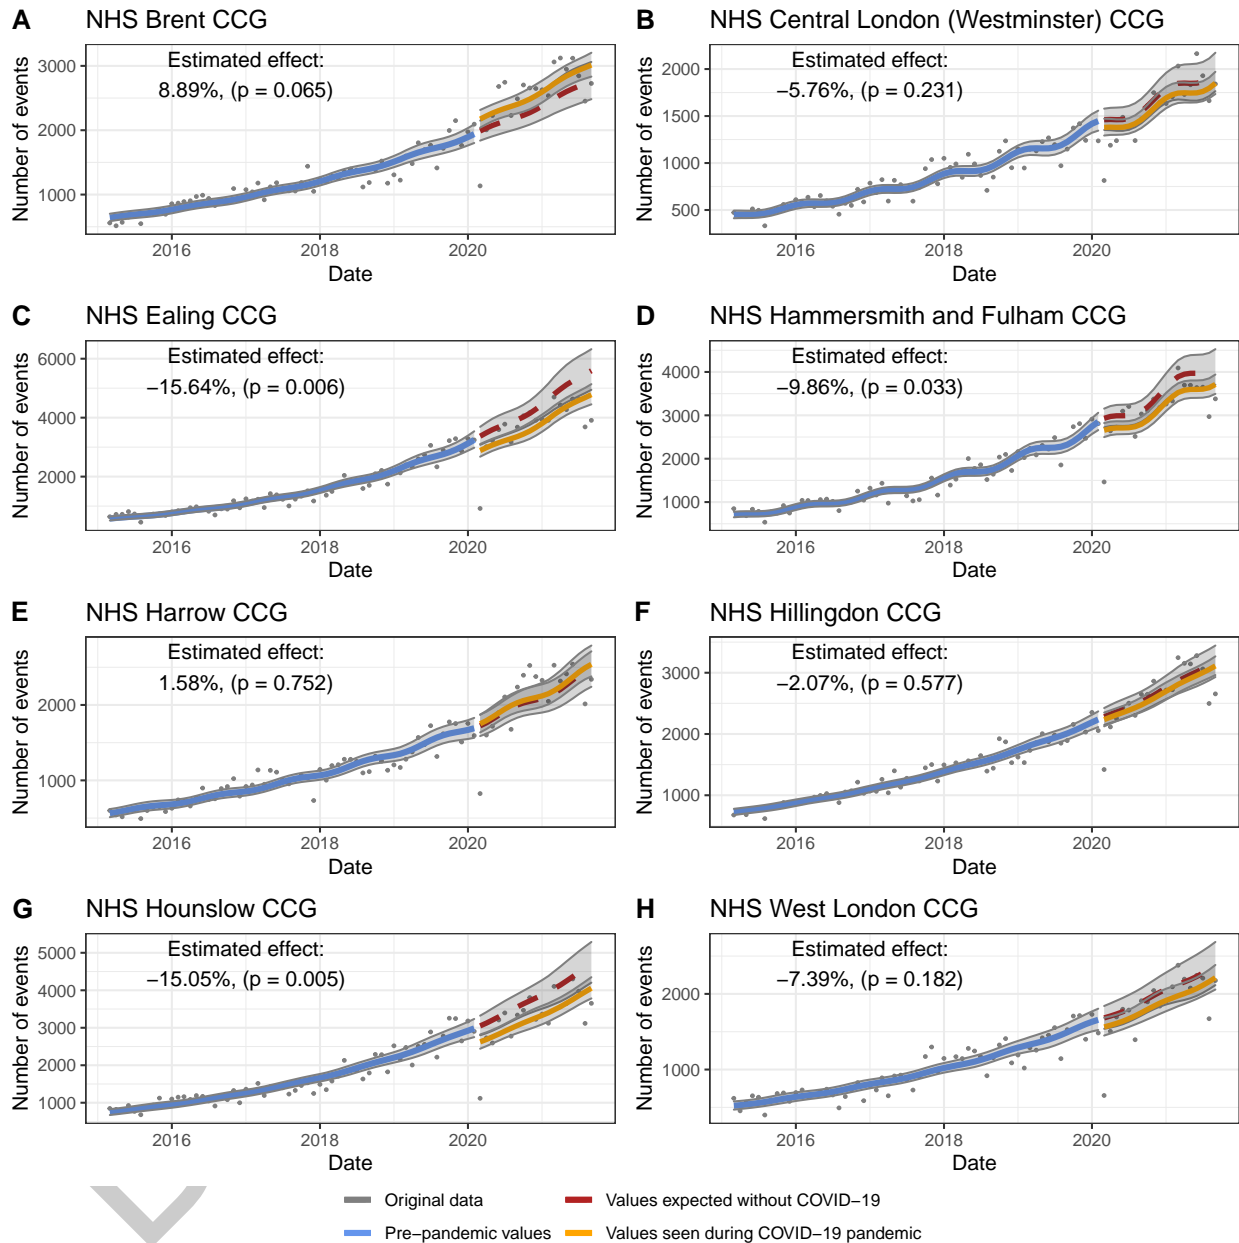 A NHS Brent CCG
Number of events
3000
2000
1000
Estimated effect:
8.89%, (p = 0.065)
2016 2018 2020
Date
B NHS Central London (Westminster) CCG
Number of events
2000
1500
1000
500
Estimated effect:
−5.76%, (p = 0.231)
2016 2018 2020
Date
C NHS Ealing CCG
Number of events
6000
4000
2000
Estimated effect:
−15.64%, (p = 0.006)
2016 2018 2020
Date
D NHS Hammersmith and Fulham CCG
Number of events
4000
3000
2000
1000
Estimated effect:
−9.86%, (p = 0.033)
2016 2018 2020
Date
E NHS Harrow CCG
Number of events
2000
1000
Estimated effect:
1.58%, (p = 0.752)
2016 2018 2020
Date
F NHS Hillingdon CCG
Number of events
3000
2000
1000
Estimated effect:
−2.07%, (p = 0.577)
2016 2018 2020
Date
G NHS Hounslow CCG
Number of events
5000
4000
3000
2000
1000
Estimated effect:
−15.05%, (p = 0.005)
2016 2018 2020
Date
H NHS West London CCG
Number of events
2000
1000
Estimated effect:
−7.39%, (p = 0.182)
2016 2018 2020
Date
Original data
Values expected without COVID−19
Pre−pandemic values
Values seen during COVID−19 pandemic